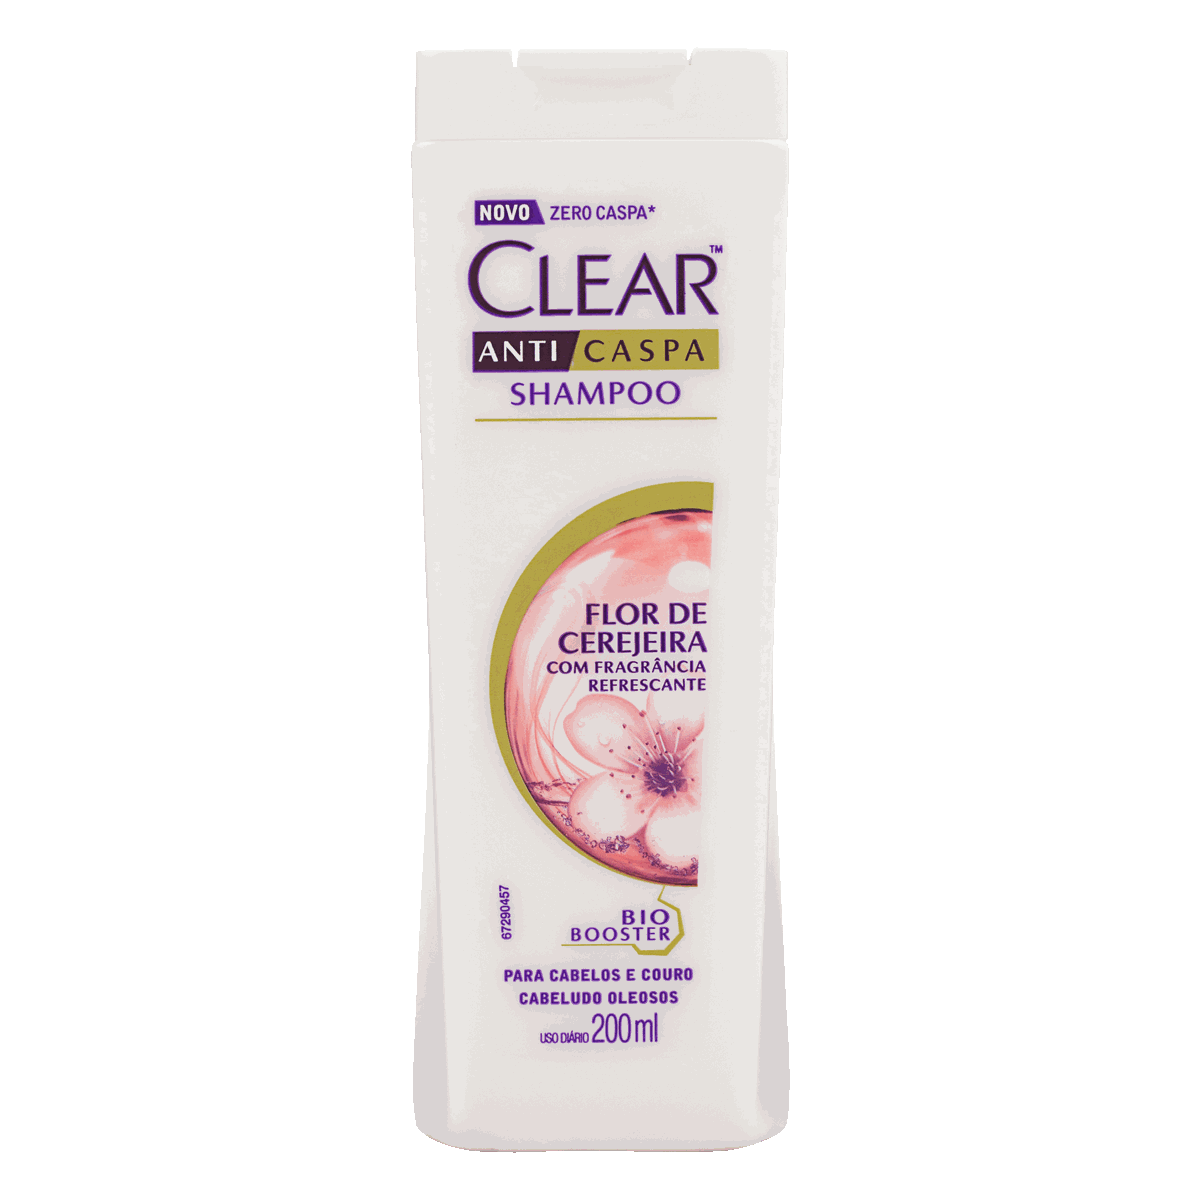 NOVO ZERO CASPA*
CLEAR™
ANTI CASPA
SHAMPOO
FLOR DE
CEREJEIRA
COM FRAGRÂNCIA
REFRESCANTE
67290457
BIO
BOOSTER
PARA CABELOS E COURO
CABELUDO OLEOSOS
USO DIÁRIO 200ml